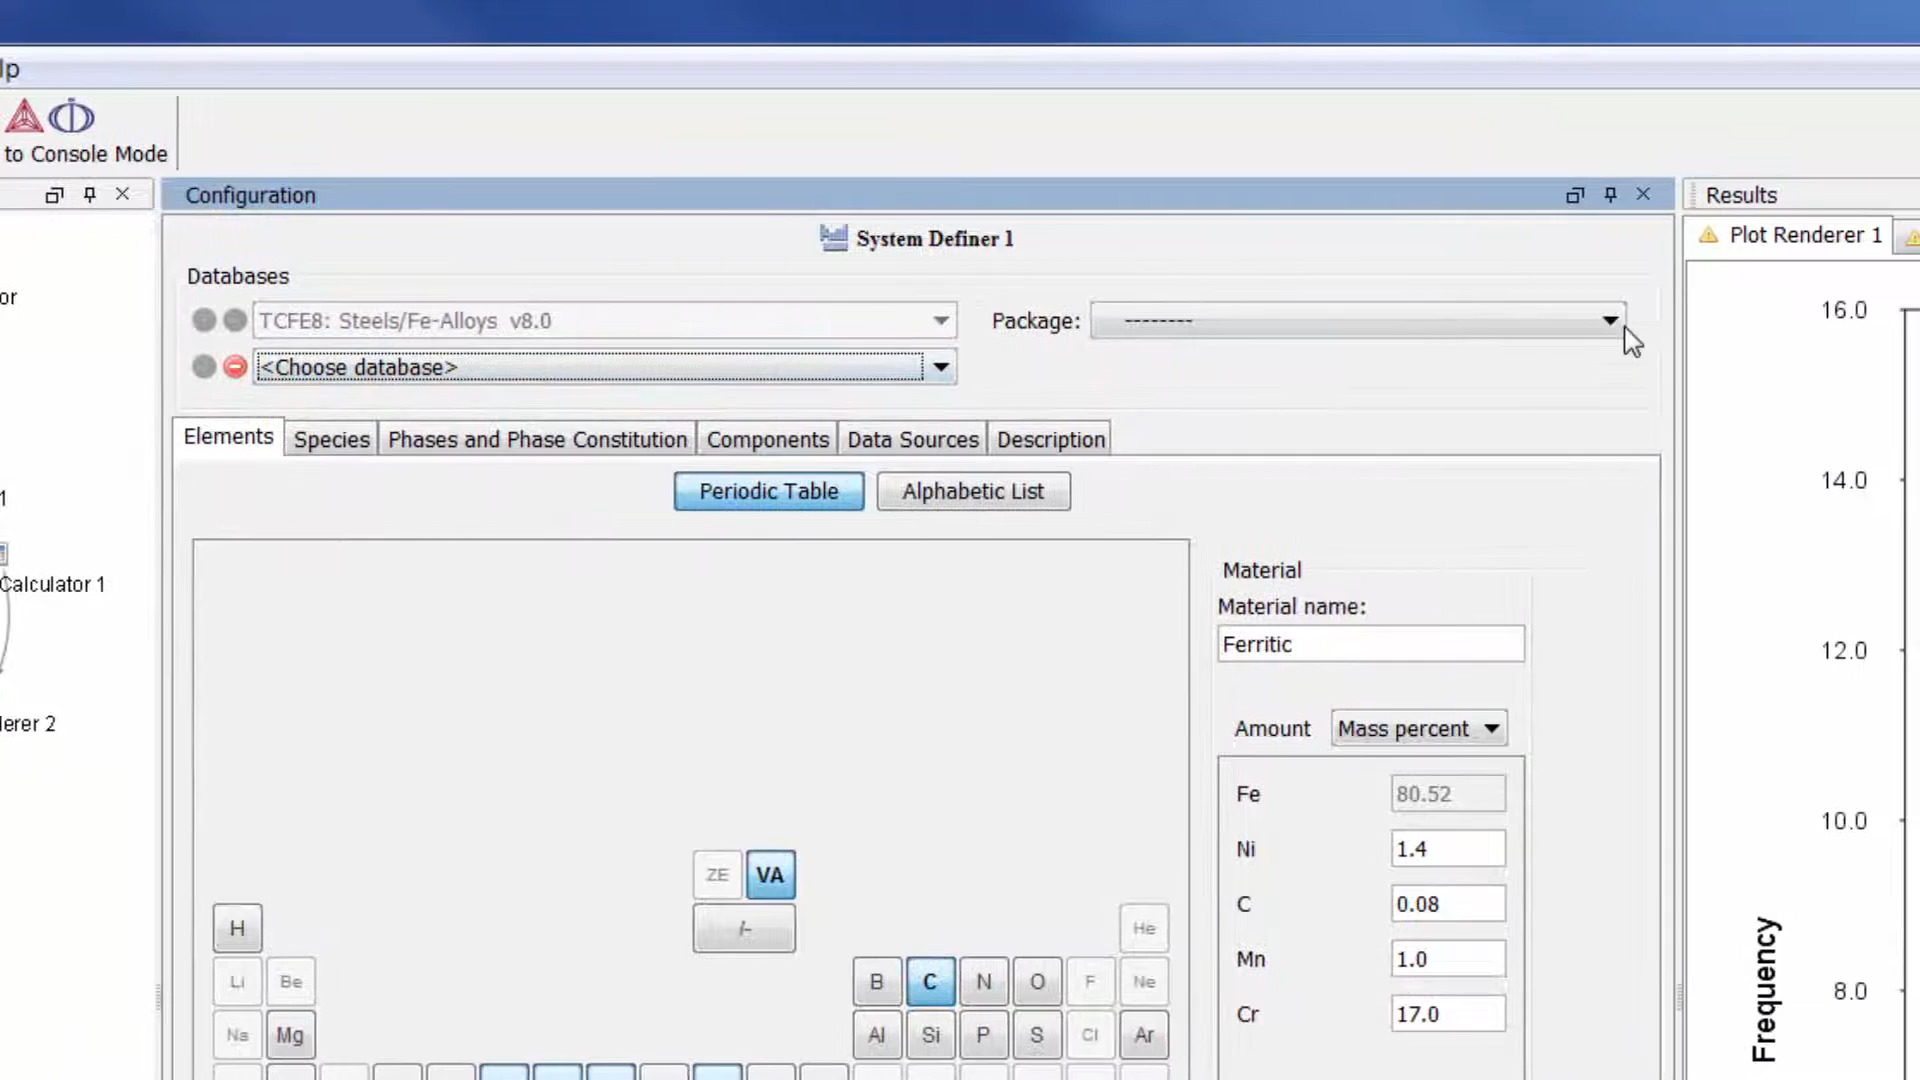 lp
to Console Mode
Configuration
Results
System Definer 1
Plot Renderer 1
Databases
TCFE8: Steels/Fe-Alloys v8.0
Package: --------
<Choose database>
or
Elements
Species
Phases and Phase Constitution
Components
Data Sources
Description
Periodic Table
Alphabetic List
1
Calculator 1
lerer 2
Material
Material name:
Ferritic
Amount
Mass percent
Fe 80.52
Ni 1.4
C 0.08
Mn 1.0
Cr 17.0
ZE VA
/-
H He
Li Be B C N O F Ne
Na Mg Al Si P S Cl Ar
16.0
14.0
12.0
10.0
8.0
Frequency